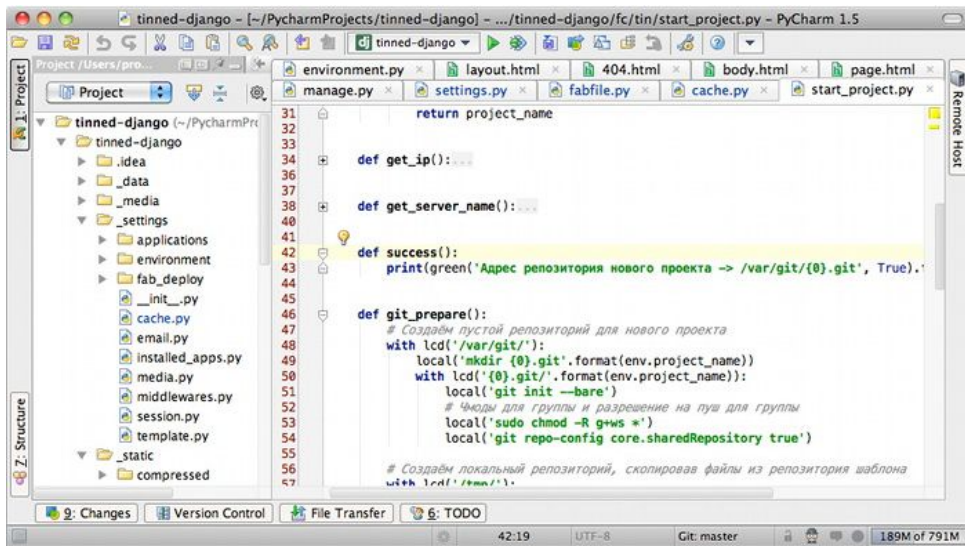 tinned-django – [~/PycharmProjects/tinned-django] – .../tinned-django/fc/tin/start_project.py – PyCharm 1.5
tinned-django
Project /Users/pro...
environment.py
layout.html
404.html
body.html
page.html
Project
manage.py
settings.py
fabfile.py
cache.py
start_project.py
1: Project
Z: Structure
Remote Host
tinned-django (~/PycharmPro
tinned-django
.idea
_data
_media
_settings
applications
environment
fab_deploy
__init__.py
cache.py
email.py
installed_apps.py
media.py
middlewares.py
session.py
template.py
_static
compressed
31 return project_name
32
33
34 def get_ip():...
36
37
38 def get_server_name():...
40
41
42 def success():
43 print(green('Адрес репозитория нового проекта -> /var/git/{0}.git', True).
44
45
46 def git_prepare():
47 # Создаём пустой репозиторий для нового проекта
48 with lcd('/var/git/'):
49 local('mkdir {0}.git'.format(env.project_name))
50 with lcd('{0}.git/'.format(env.project_name)):
51 local('git init --bare')
52 # Чмоды для группы и разрешение на пуш для группы
53 local('sudo chmod -R g+ws *')
54 local('git repo-config core.sharedRepository true')
55
56 # Создаём локальный репозиторий, скопировав файлы из репозитория шаблона
57 with lcd('/tmp/'):
9: Changes
Version Control
File Transfer
6: TODO
42:19
UTF-8
Git: master
189M of 791M